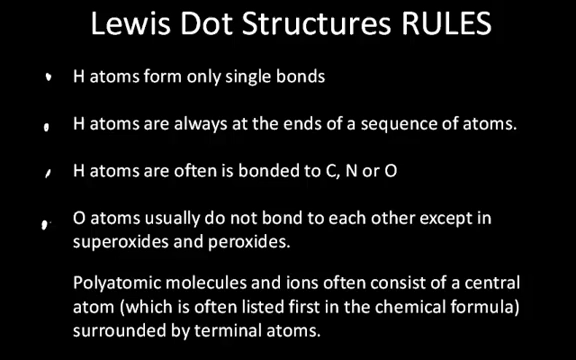 Lewis Dot Structures RULES
H atoms form only single bonds
H atoms are always at the ends of a sequence of atoms.
H atoms are often is bonded to C, N or O
O atoms usually do not bond to each other except in
superoxides and peroxides.
Polyatomic molecules and ions often consist of a central
atom (which is often listed first in the chemical formula)
surrounded by terminal atoms.